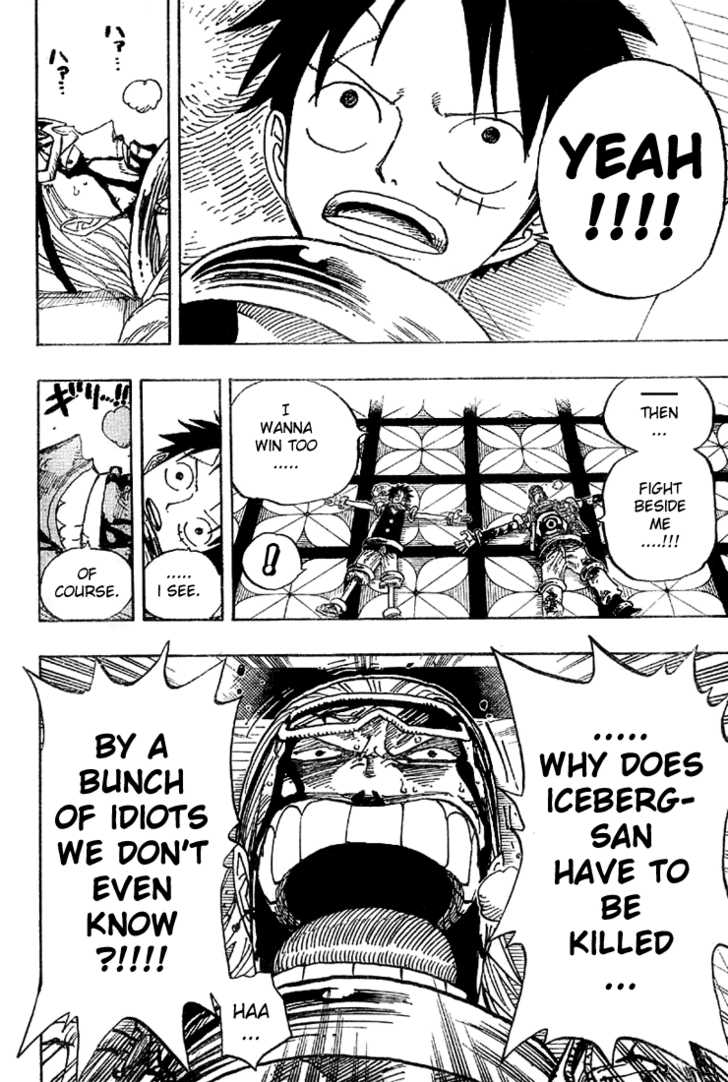 YEAH
!!!!
ハァ…
ハァ…
THEN
...
FIGHT
BESIDE
ME
....!!!
I
WANNA
WIN TOO
.....
!
.....
I SEE.
ギリ…!!
OF
COURSE.
.....
WHY DOES
ICEBERG-
SAN
HAVE TO
BE
KILLED
...
BY A
BUNCH
OF IDIOTS
WE DON'T
EVEN
KNOW
?!!!!
HAA
...